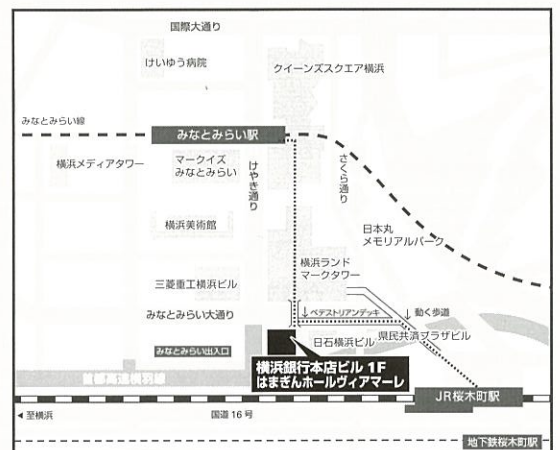 国際大通り
けいゆう病院
クイーンズスクエア横浜
みなとみらい線
みなとみらい駅
横浜メディアタワー
マークイズ
みなとみらい
けやき通り
さくら通り
横浜美術館
日本丸
メモリアルパーク
横浜ランド
マークタワー
三菱重工横浜ビル
みなとみらい大通り
↓ペデストリアンデッキ
↓ 動く歩道
日石横浜ビル
県民共済プラザビル
みなとみらい出入口
横浜銀行本店ビル 1F
はまぎんホールヴィアマーレ
首都高速横羽線
JR桜木町駅
◀ 至横浜
国道 16 号
地下鉄桜木町駅